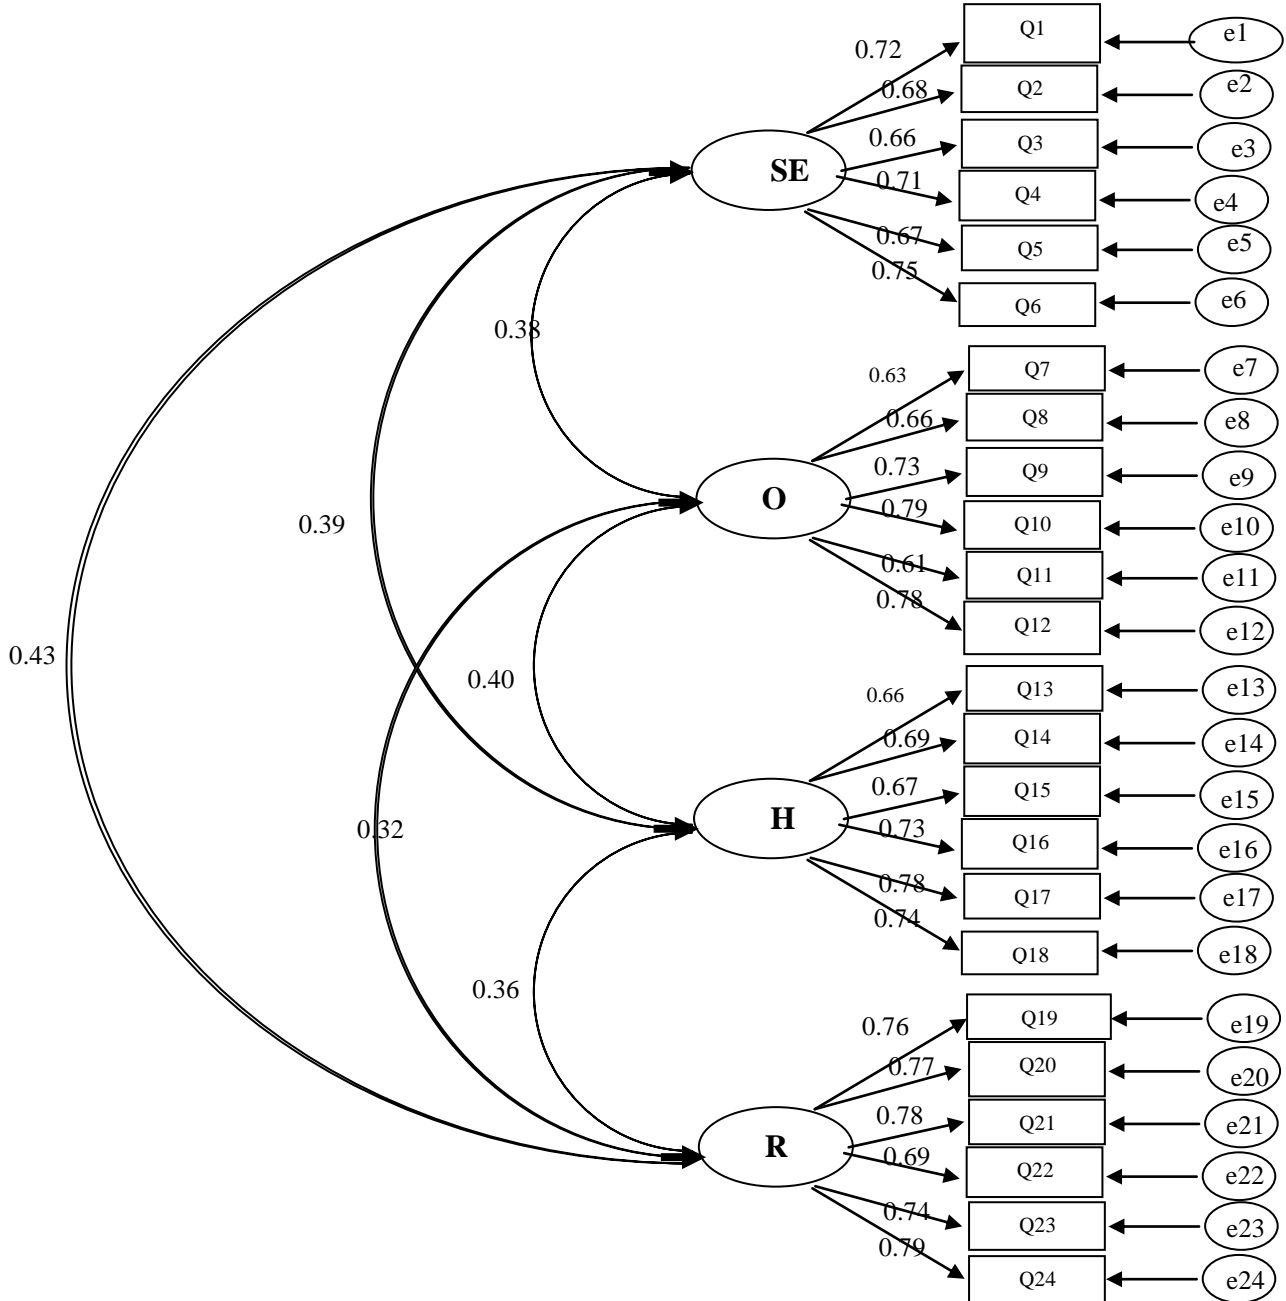 Q1
e1
0.72
Q2
e2
0.68
Q3
e3
0.66
SE
0.71
Q4
e4
0.67
Q5
e5
0.75
Q6
e6
0.38
0.63
Q7
e7
0.66
Q8
e8
0.73
Q9
e9
O
0.79
Q10
e10
0.39
0.61
Q11
e11
0.78
Q12
e12
0.43
0.40
0.66
Q13
e13
0.69
Q14
e14
0.67
Q15
e15
H
0.32
0.73
Q16
e16
0.78
Q17
e17
0.74
Q18
e18
0.36
0.76
Q19
e19
0.77
Q20
e20
0.78
Q21
e21
R
0.69
Q22
e22
0.74
Q23
e23
0.79
Q24
e24